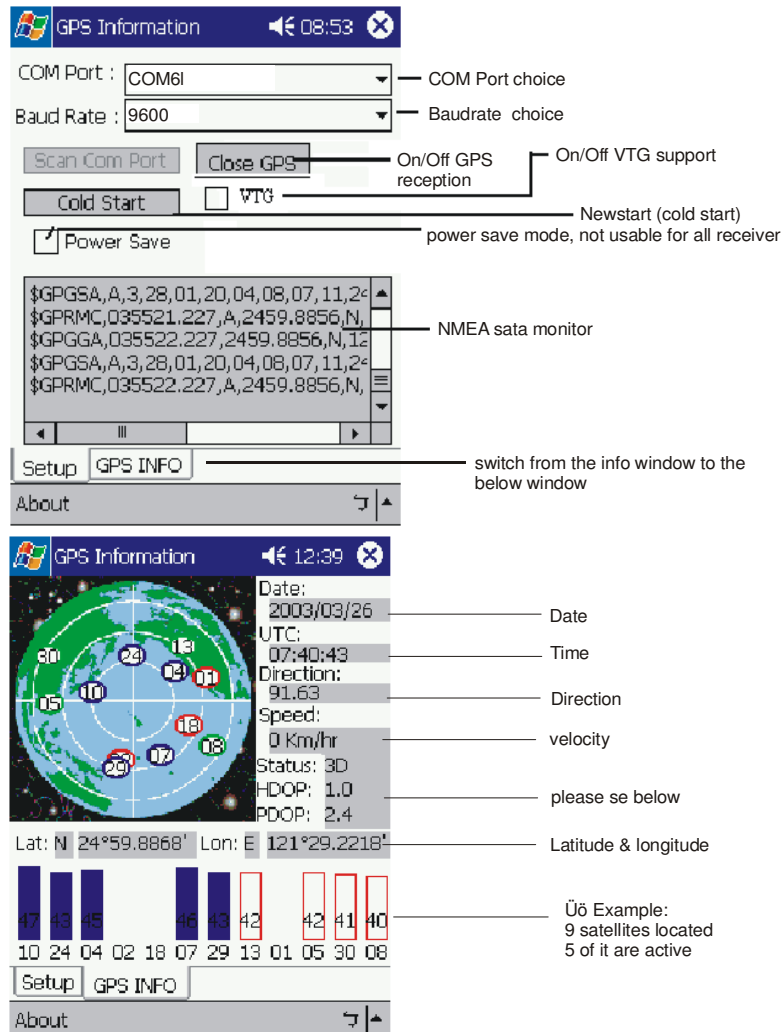 GPS Information 08:53
COM Port : COM6l COM Port choice
Baud Rate : 9600 Baudrate choice
Scan Com Port Close GPS On/Off GPS reception On/Off VTG support
Cold Start VTG
Newstart (cold start)
Power Save power save mode, not usable for all receiver
$GPGSA,A,3,28,01,20,04,08,07,11,24
$GPRMC,035521.227,A,2459.8856,N,
$GPGGA,035522.227,2459.8856,N,12
$GPGSA,A,3,28,01,20,04,08,07,11,24
$GPRMC,035522.227,A,2459.8856,N,
NMEA sata monitor
Setup GPS INFO
switch from the info window to the
below window
About
GPS Information 12:39
Date:
2003/03/26 Date
UTC:
07:40:43 Time
Direction:
91.63 Direction
Speed:
0 Km/hr velocity
Status: 3D
HDOP: 1.0 please se below
PDOP: 2.4
30 24 13 04 01 10 05 18 08 07 29
Lat: N 24°59.8868' Lon: E 121°29.2218' Latitude & longitude
47 43 45 46 43 42 42 41 40
10 24 04 02 18 07 29 13 01 05 30 08
Üö Example:
9 satellites located
5 of it are active
Setup GPS INFO
About